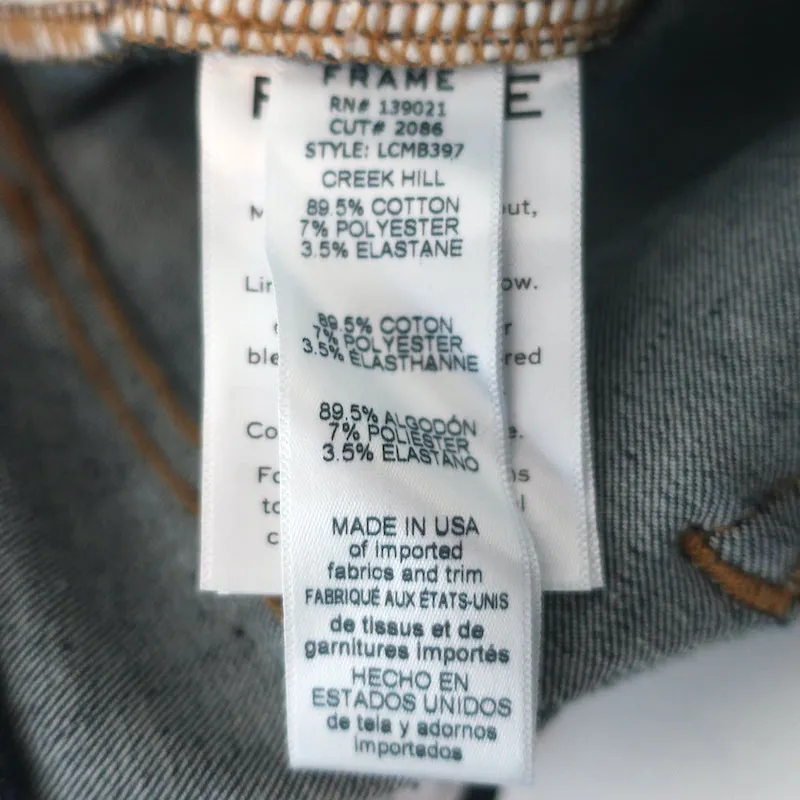 FRAME
RN# 139021
CUT# 2086
STYLE: LCMB397
CREEK HILL
89.5% COTTON
7% POLYESTER
3.5% ELASTANE
89.5% COTON
7% POLYESTER
3.5% ELASTHANNE
89.5% ALGODÓN
7% POLIÉSTER
3.5% ELASTANO
MADE IN USA
of imported
fabrics and trim
FABRIQUÉ AUX ÉTATS-UNIS
de tissus et de
garnitures importés
HECHO EN
ESTADOS UNIDOS
de tela y adornos
importados